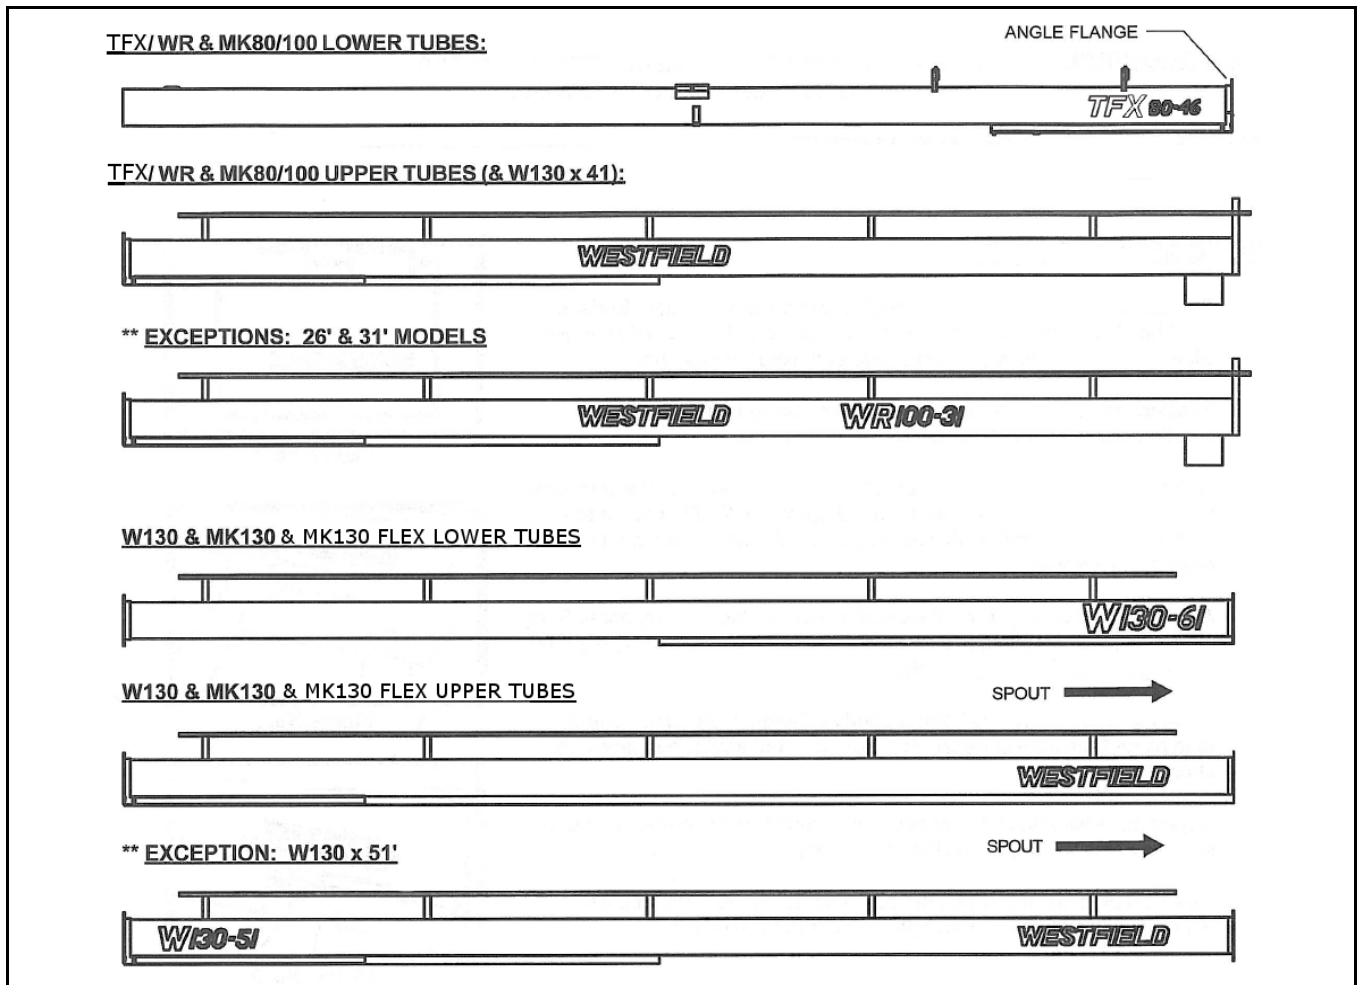 TFX/ WR & MK80/100 LOWER TUBES:
ANGLE FLANGE
TFX 80-46
TFX/ WR & MK80/100 UPPER TUBES (& W130 x 41):
WESTFIELD
** EXCEPTIONS: 26' & 31' MODELS
WESTFIELD WR100-31
W130 & MK130 & MK130 FLEX LOWER TUBES
W130-61
W130 & MK130 & MK130 FLEX UPPER TUBES
SPOUT
WESTFIELD
** EXCEPTION: W130 x 51'
SPOUT
W130-51 WESTFIELD